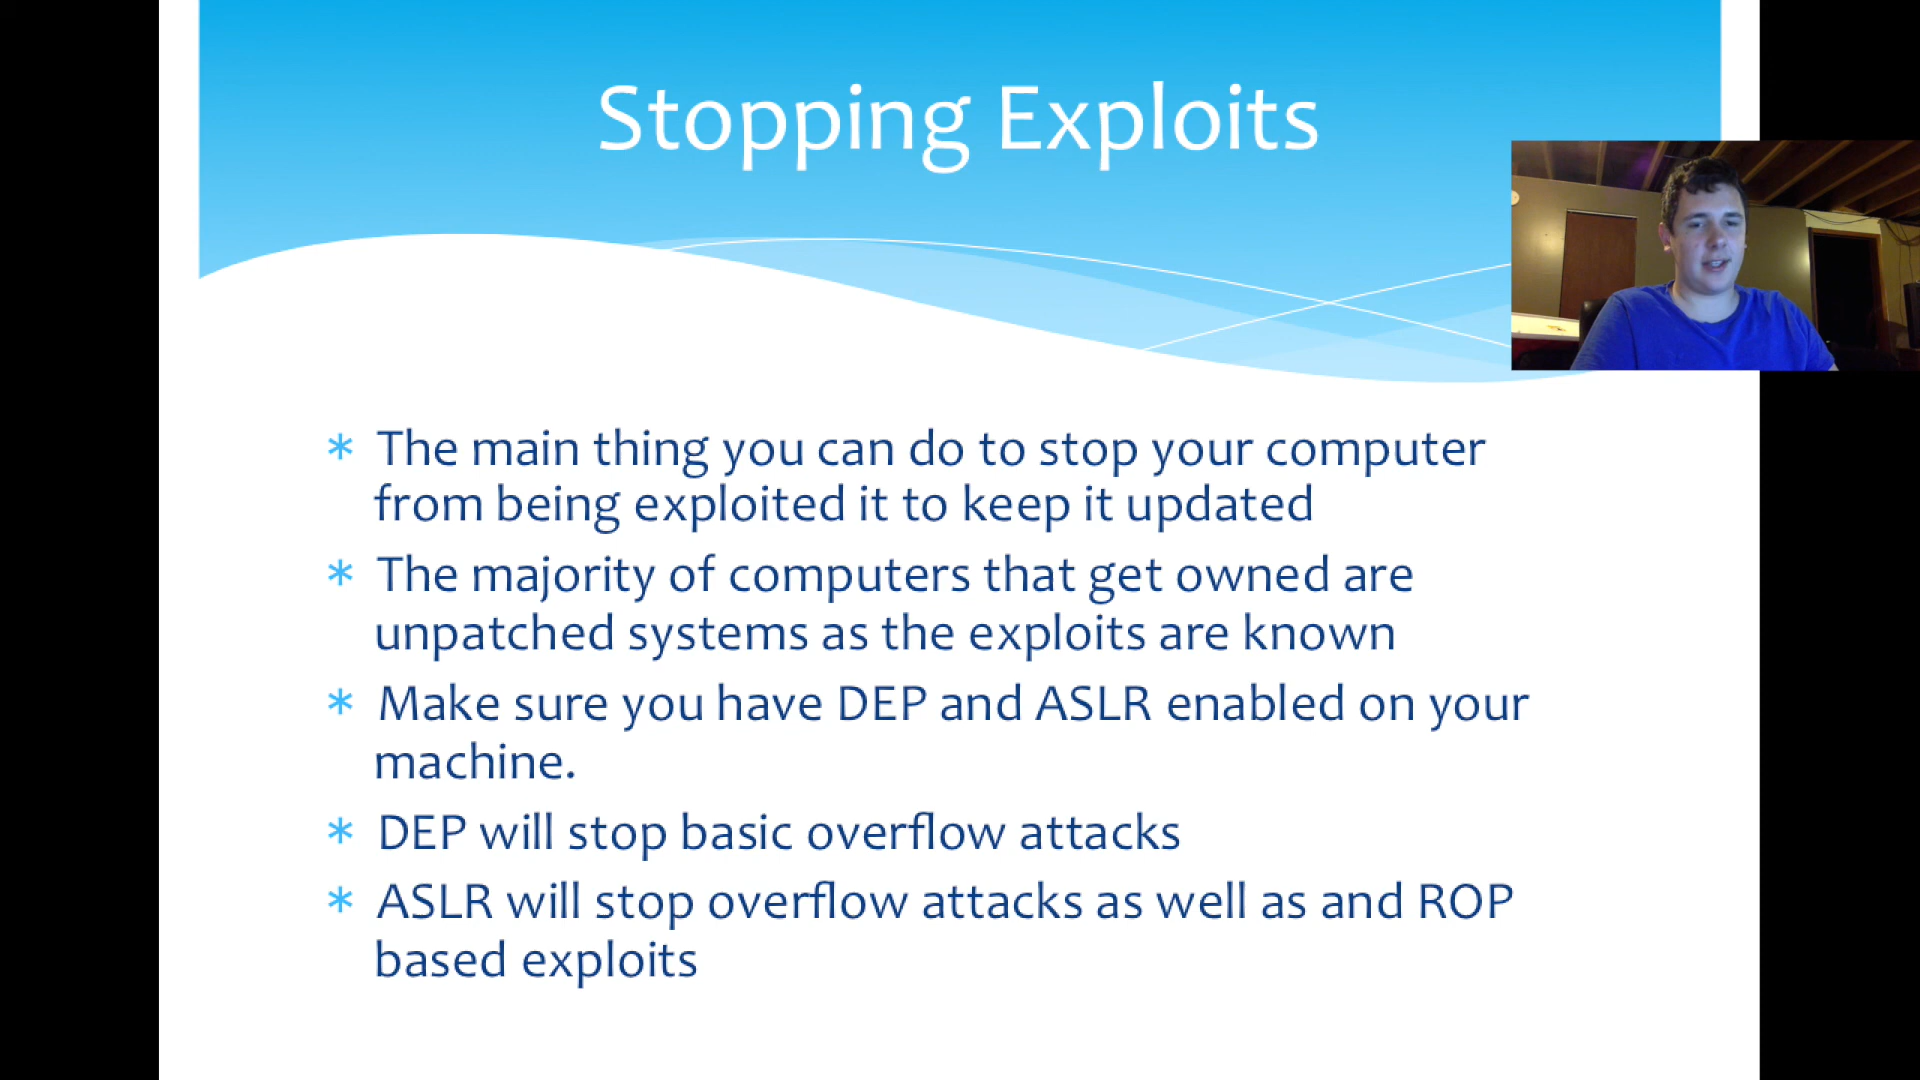 Stopping Exploits
* The main thing you can do to stop your computer
from being exploited it to keep it updated
* The majority of computers that get owned are
unpatched systems as the exploits are known
* Make sure you have DEP and ASLR enabled on your
machine.
* DEP will stop basic overflow attacks
* ASLR will stop overflow attacks as well as and ROP
based exploits